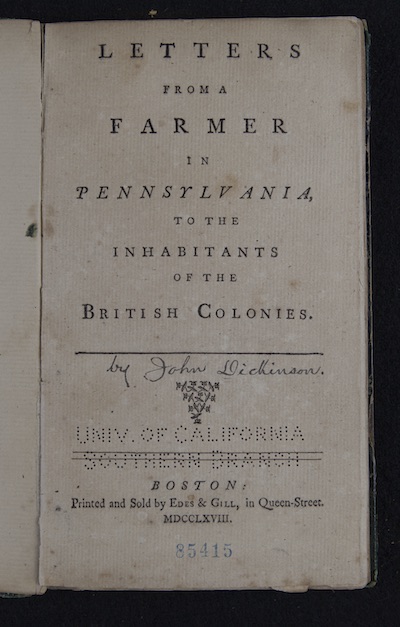 LETTERS
FROM A
FARMER
IN
PENNSYLVANIA,
TO THE
INHABITANTS
OF THE
BRITISH COLONIES.
by John Dickinson.
UNIV. OF CALIFORNIA
SOUTHERN BRANCH
BOSTON:
Printed and Sold by EDES & GILL, in Queen-Street.
MDCCLXVIII.
85415